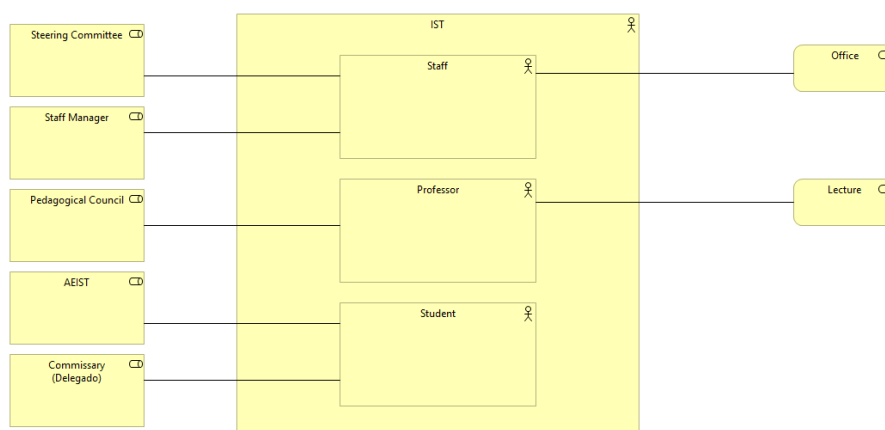 IST
Steering Committee
Staff
Office
Staff Manager
Professor
Lecture
Pedagogical Council
AEIST
Student
Commissary
(Delegado)